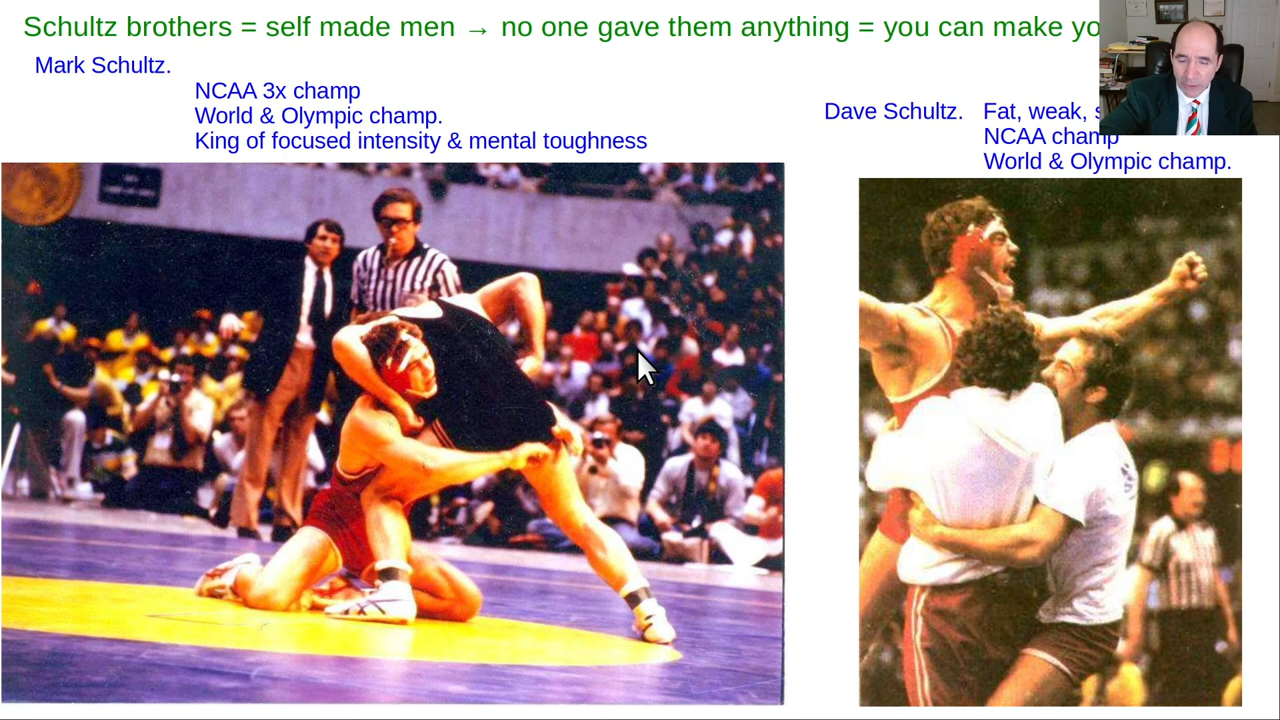 Schultz brothers = self made men → no one gave them anything = you can make
Mark Schultz.
NCAA 3x champ
World & Olympic champ.
King of focused intensity & mental toughness
Dave Schultz. Fat, weak,
NCAA champ
World & Olympic champ.